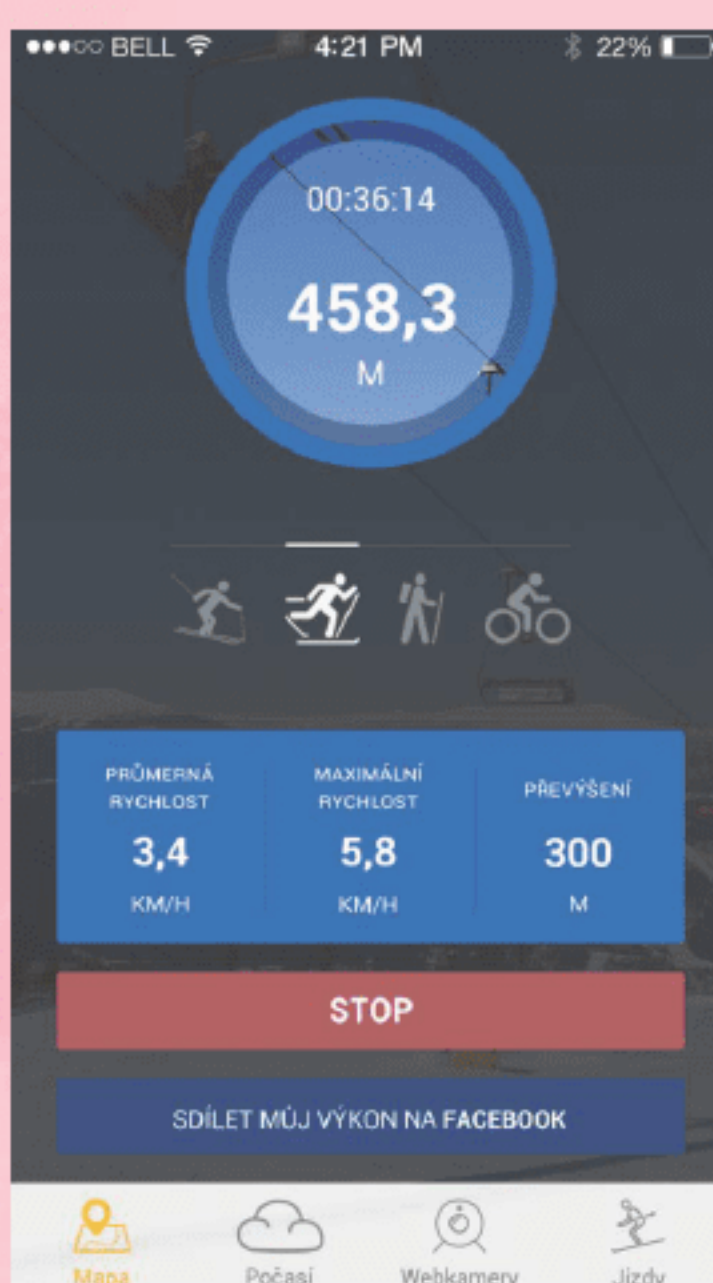 BELL 4:21 PM 22%
00:36:14
458,3
M
PRŮMERNÁ RYCHLOST
3,4
KM/H
MAXIMÁLNÍ RYCHLOST
5,8
KM/H
PŘEVÝŠENÍ
300
M
STOP
SDÍLET MŮJ VÝKON NA FACEBOOK
Mapa Počasí Webkamery Jízdy